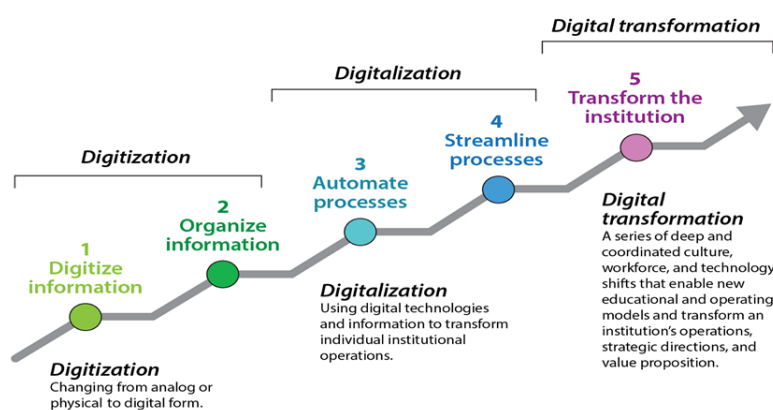 Digital transformation
Digitalization
Digitization
1
Digitize
information
2
Organize
information
3
Automate
processes
4
Streamline
processes
5
Transform the
institution
Digitization
Changing from analog or
physical to digital form.
Digitalization
Using digital technologies
and information to transform
individual institutional
operations.
Digital
transformation
A series of deep and
coordinated culture,
workforce, and technology
shifts that enable new
educational and operating
models and transform an
institution's operations,
strategic directions, and
value proposition.